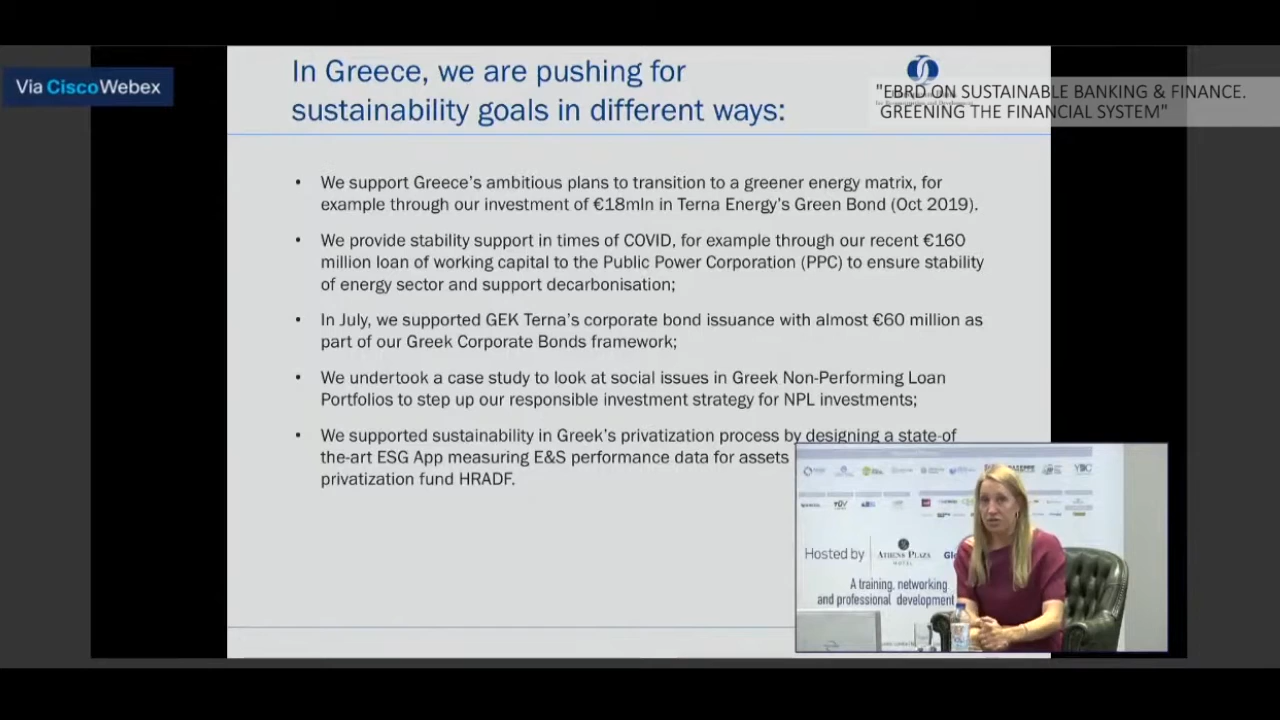 Via CiscoWebex
In Greece, we are pushing for
sustainability goals in different ways:
"EBRD ON SUSTAINABLE BANKING & FINANCE.
GREENING THE FINANCIAL SYSTEM"
• We support Greece's ambitious plans to transition to a greener energy matrix, for
example through our investment of €18mln in Terna Energy's Green Bond (Oct 2019).
• We provide stability support in times of COVID, for example through our recent €160
million loan of working capital to the Public Power Corporation (PPC) to ensure stability
of energy sector and support decarbonisation;
• In July, we supported GEK Terna's corporate bond issuance with almost €60 million as
part of our Greek Corporate Bonds framework;
• We undertook a case study to look at social issues in Greek Non-Performing Loan
Portfolios to step up our responsible investment strategy for NPL investments;
• We supported sustainability in Greek's privatization process by designing a state-of
the-art ESG App measuring E&S performance data for assets
privatization fund HRADF.
Hosted by
ATHENS PLAZA
HOTEL
A training, networking
and professional development